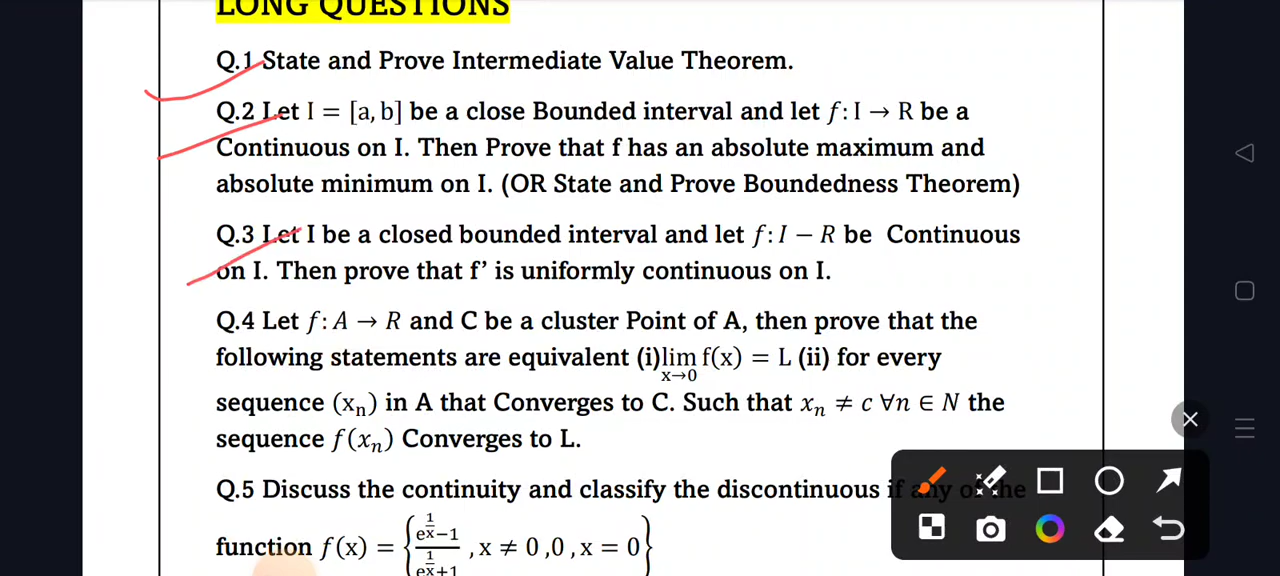 LONG QUESTIONS
Q.1 State and Prove Intermediate Value Theorem.
Q.2 Let I = [a, b] be a close Bounded interval and let f: I → R be a
Continuous on I. Then Prove that f has an absolute maximum and
absolute minimum on I. (OR State and Prove Boundedness Theorem)
Q.3 Let I be a closed bounded interval and let f: I − R be Continuous
on I. Then prove that f’ is uniformly continuous on I.
Q.4 Let f: A → R and C be a cluster Point of A, then prove that the
following statements are equivalent (i)lim f(x) = L (ii) for every
x→0
sequence (xₙ) in A that Converges to C. Such that xₙ ≠ c ∀n ∈ N the
sequence f(xₙ) Converges to L.
Q.5 Discuss the continuity and classify the discontinuous if any of the
function f(x) = { (e^(1/x) − 1) / (e^(1/x) + 1) , x ≠ 0 ,0 , x = 0 }